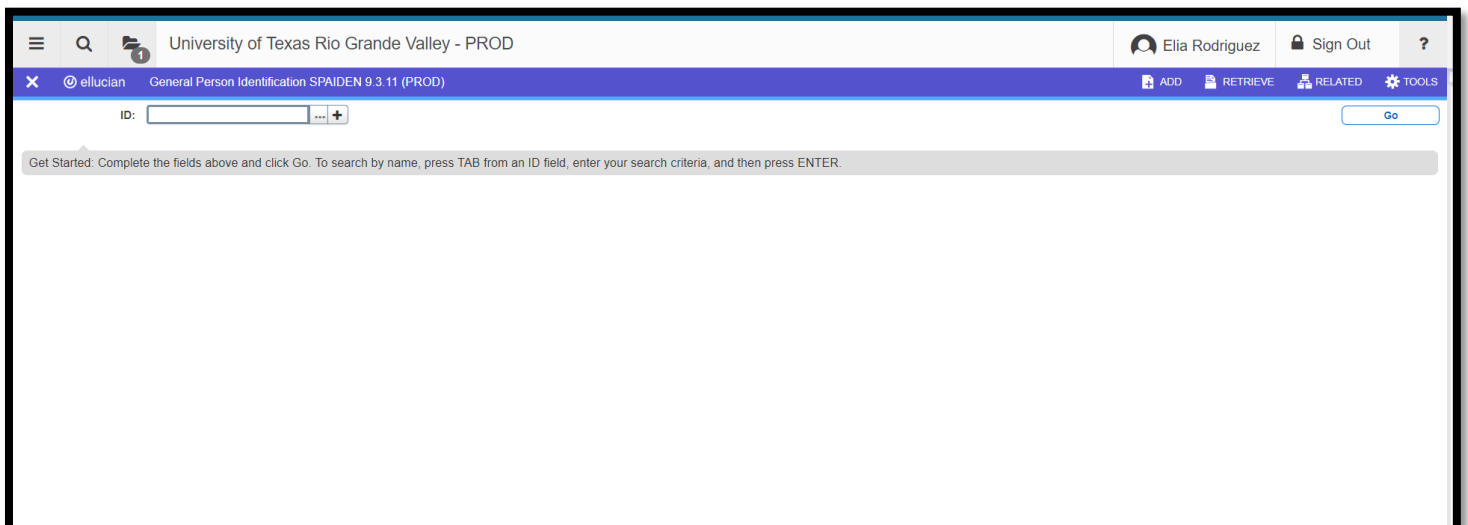 1 University of Texas Rio Grande Valley - PROD Elia Rodriguez Sign Out ?
ellucian General Person Identification SPAIDEN 9.3.11 (PROD) ADD RETRIEVE RELATED TOOLS
ID: ... + Go
Get Started: Complete the fields above and click Go. To search by name, press TAB from an ID field, enter your search criteria, and then press ENTER.